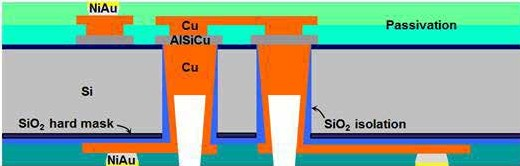 NiAu
Cu
Passivation
AlSiCu
Cu
Si
SiO₂ hard mask
SiO₂ isolation
NiAu